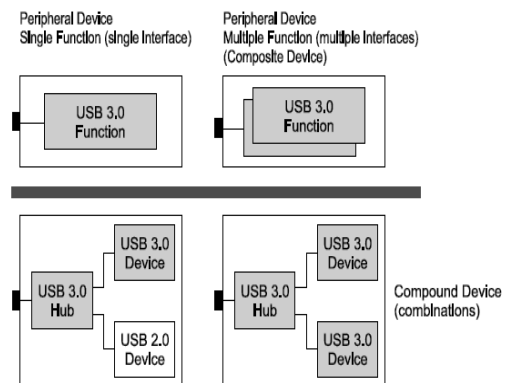 Peripheral Device
Single Function (single Interface)
Peripheral Device
Multiple Function (multiple Interfaces)
(Composite Device)
USB 3.0
Function
USB 3.0
Function
USB 3.0
Hub
USB 3.0
Device
USB 2.0
Device
USB 3.0
Hub
USB 3.0
Device
USB 3.0
Device
Compound Device
(combinations)